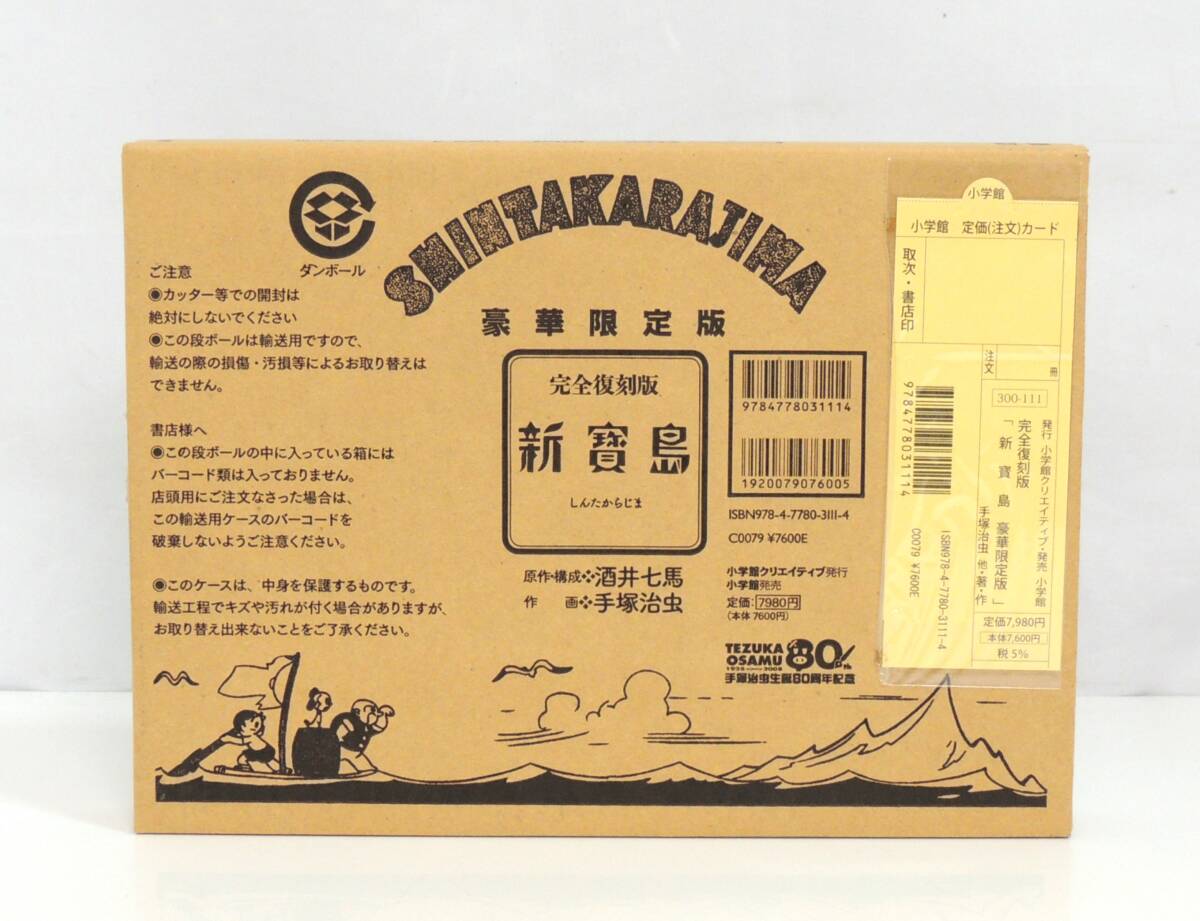 SHINTAKARAJIMA
豪華限定版
ダンボール
ご注意
◉カッター等での開封は
絶対にしないでください
◉この段ボールは輸送用ですので、
輸送の際の損傷・汚損等によるお取り替えは
できません。
書店様へ
◉この段ボールの中に入っている箱には
バーコード類は入っておりません。
店頭用にご注文なさった場合は、
この輸送用ケースのバーコードを
破棄しないようご注意ください。
◉このケースは、中身を保護するものです。
輸送工程でキズや汚れが付く場合がありますが、
お取り替え出来ないことをご了承ください。
完全復刻版
新寶島
しんたからじま
原作・構成❖酒井七馬
作 画❖手塚治虫
9784778031114
1920079076005
ISBN978-4-7780-3111-4
C0079 ¥7600E
小学館クリエイティブ発行
小学館発売
定価:7980円
(本体 7600円)
TEZUKA
OSAMU 80th
1928 2008
手塚治虫生誕80周年記念
小学館
小学館 定価(注文)カード
取次・書店印
注文
冊
300-111
発行 小学館クリエイティブ・発売 小学館
完全復刻版
「新寶島 豪華限定版」
手塚治虫 他・著・作
9784778031114
ISBN978-4-7780-3111-4
C0079 ¥7600E
定価7,980円
本体7,600円
税5%